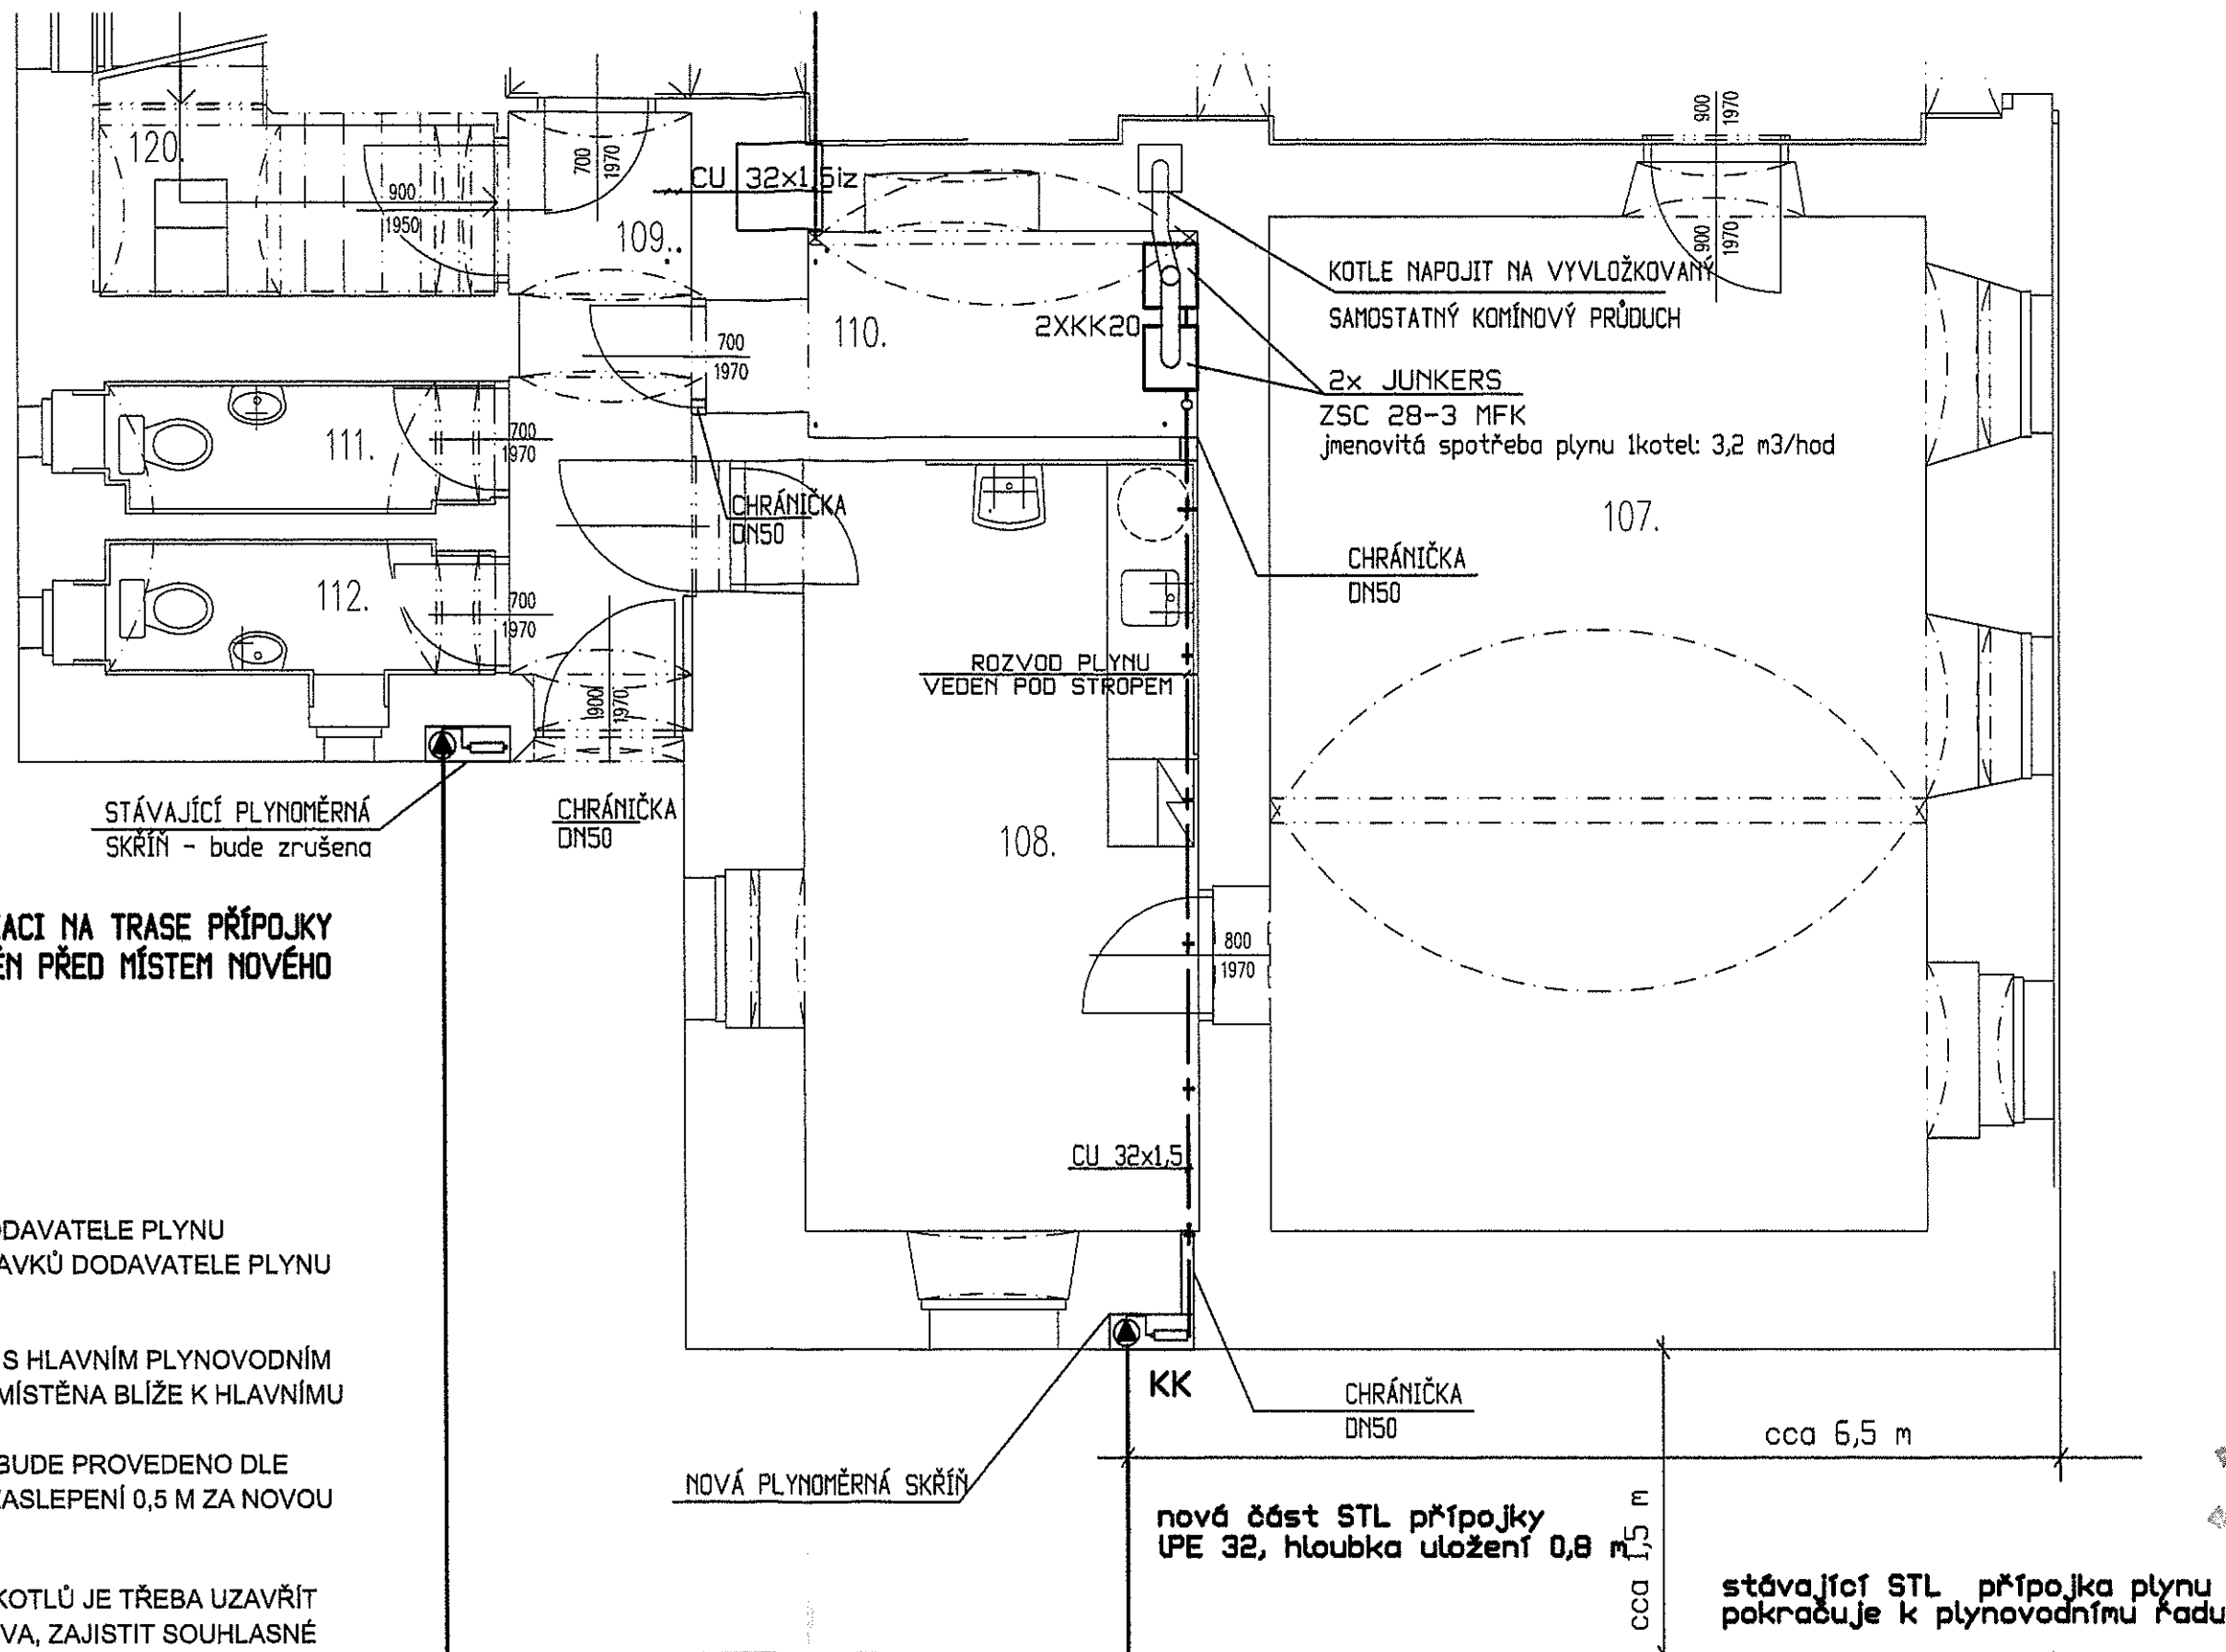 120.
900
1950
700
1970
CU 32x1,5iz
109.
900
1970
900
1970
KOTLE NAPOJIT NA VYVLOŽKOVANÝ
SAMOSTATNÝ KOMÍNOVÝ PRŮDUCH
110.
2XKK20
700
1970
2x JUNKERS
ZSC 28-3 MFK
jmenovitá spotřeba plynu 1kotel: 3,2 m3/hod
111.
700
1970
CHRÁNIČKA
DN50
107.
CHRÁNIČKA
DN50
112.
700
1970
ROZVOD PLYNU
VEDEN POD STROPEM
900
1970
STÁVAJÍCÍ PLYNOMĚRNÁ
SKŘÍŇ - bude zrušena
CHRÁNIČKA
DN50
108.
ACI NA TRASE PŘÍPOJKY
ĚN PŘED MÍSTEM NOVÉHO
800
1970
CU 32x1,5
ODAVATELE PLYNU
AVKŮ DODAVATELE PLYNU
S HLAVNÍM PLYNOVODNÍM
MÍSTĚNA BLÍŽE K HLAVNÍMU
KK
CHRÁNIČKA
DN50
cca 6,5 m
BUDE PROVEDENO DLE
ZASLEPENÍ 0,5 M ZA NOVOU
NOVÁ PLYNOMĚRNÁ SKŘÍŇ
nová část STL přípojky
lPE 32, hloubka uložení 0,8 m
cca 1,5 m
stávající STL přípojka plynu
pokračuje k plynovodnímu řadu
KOTLŮ JE TŘEBA UZAVŘÍT
VA, ZAJISTIT SOUHLASNÉ